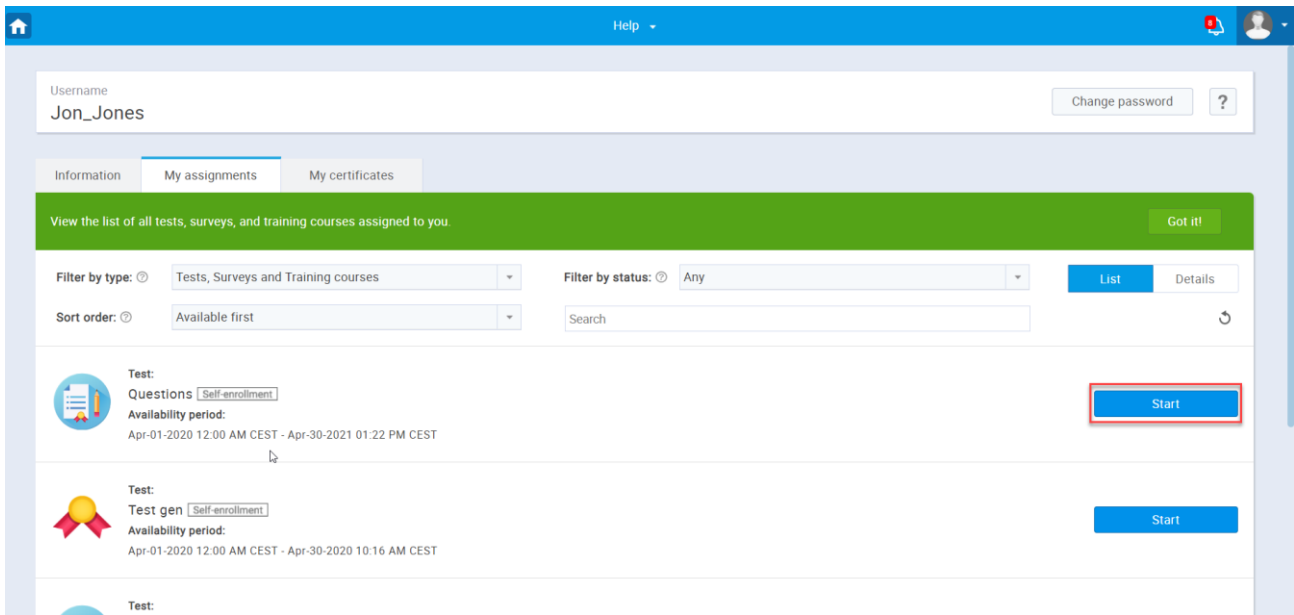 Help
8
Username
Jon_Jones
Change password
?
Information
My assignments
My certificates
View the list of all tests, surveys, and training courses assigned to you.
Got it!
Filter by type: ?
Tests, Surveys and Training courses
Filter by status: ?
Any
List
Details
Sort order: ?
Available first
Search
Test:
Questions Self-enrollment
Availability period:
Apr-01-2020 12:00 AM CEST - Apr-30-2021 01:22 PM CEST
Start
Test:
Test gen Self-enrollment
Availability period:
Apr-01-2020 12:00 AM CEST - Apr-30-2020 10:16 AM CEST
Start
Test: